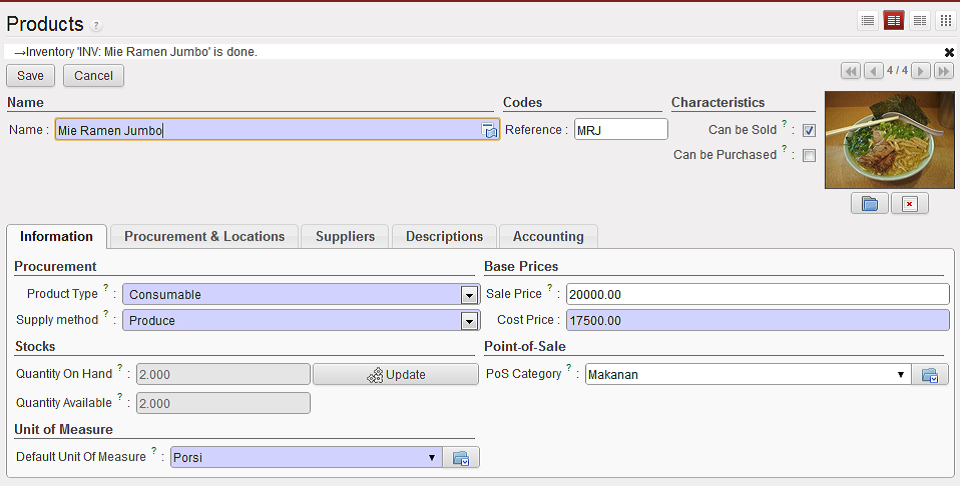 Products ?
→Inventory 'INV: Mie Ramen Jumbo' is done.
Save Cancel 4 / 4
Name Codes Characteristics
Name : Mie Ramen Jumbo Reference : MRJ Can be Sold ? :
Can be Purchased ? :
Information Procurement & Locations Suppliers Descriptions Accounting
Procurement Base Prices
Product Type ? : Consumable Sale Price ? : 20000.00
Supply method ? : Produce Cost Price : 17500.00
Stocks Point-of-Sale
Quantity On Hand ? : 2.000 Update PoS Category ? : Makanan
Quantity Available ? : 2.000
Unit of Measure
Default Unit Of Measure ? : Porsi